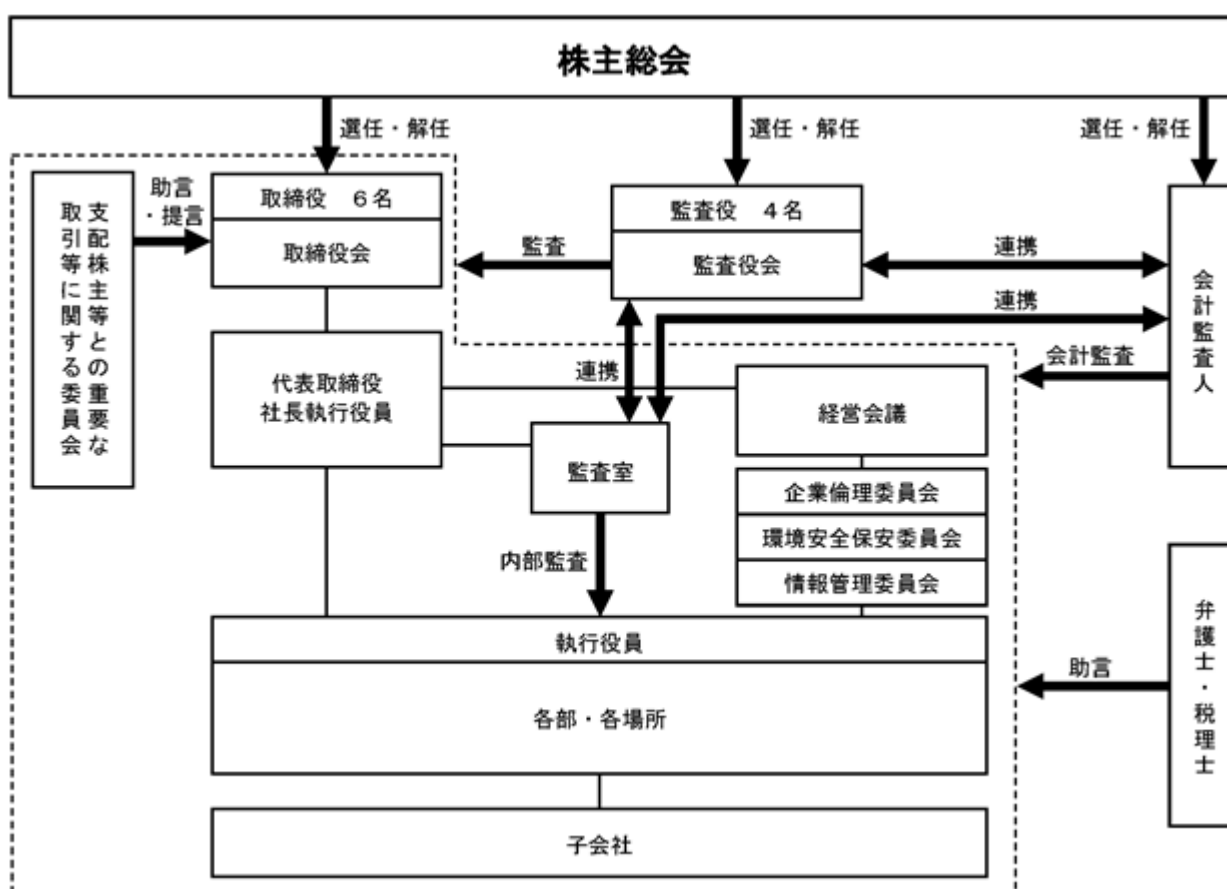 株主総会
選任・解任
選任・解任
選任・解任
支配株主等との重要な
取引等に関する委員会
助言
・提言
取締役 6名
取締役会
監査
監査役 4名
監査役会
連携
連携
会計監査人
会計監査
代表取締役
社長執行役員
連携
経営会議
監査室
企業倫理委員会
環境安全保安委員会
情報管理委員会
内部監査
執行役員
各部・各場所
助言
弁護士・税理士
子会社